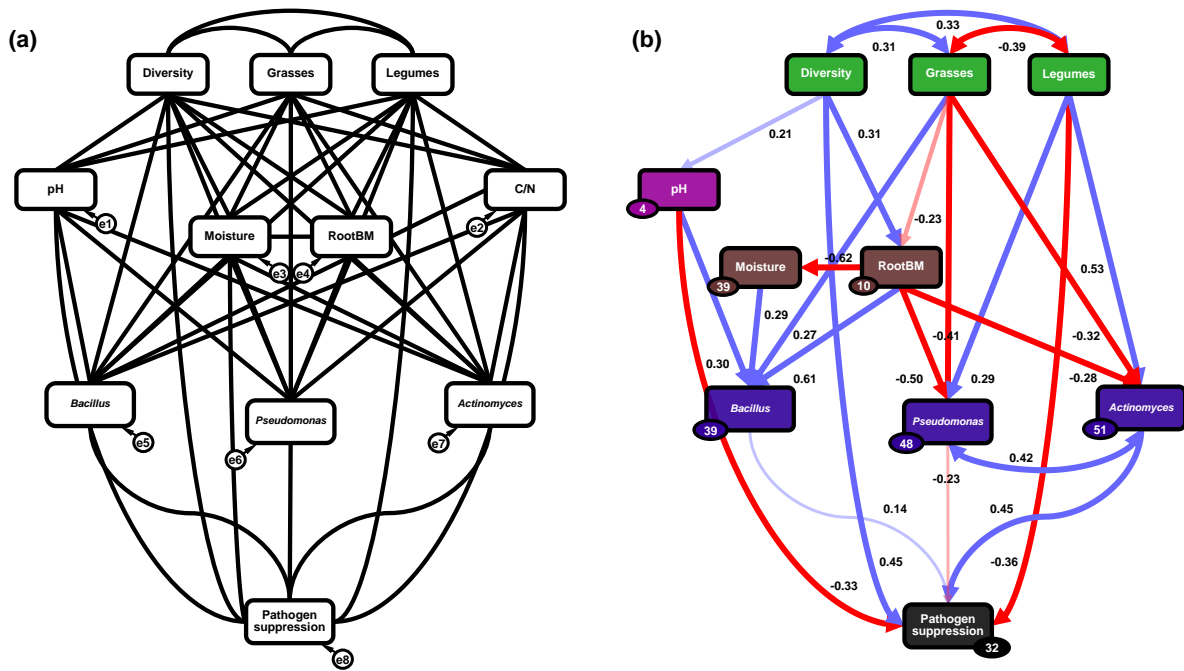 (a)
Diversity
Grasses
Legumes
pH
C/N
e1
e2
Moisture
RootBM
e3
e4
Bacillus
Pseudomonas
Actinomyces
e5
e6
e7
Pathogen
suppression
e8
(b)
0.33
0.31
-0.39
Diversity
Grasses
Legumes
0.21
0.31
pH
4
-0.23
Moisture
-0.62
RootBM
39
10
0.53
0.29
0.27
-0.41
-0.32
0.30
0.61
-0.50
0.29
-0.28
Bacillus
39
Pseudomonas
48
Actinomyces
51
0.42
-0.23
0.14
0.45
0.45
-0.36
-0.33
Pathogen
suppression
32